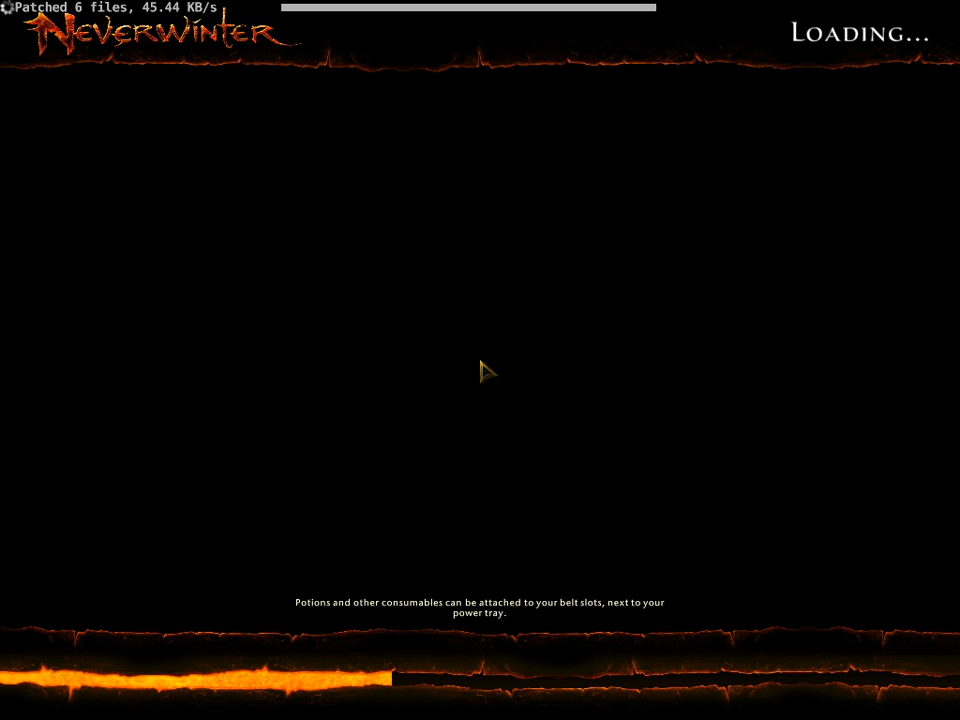 Patched 6 files, 45.44 KB/s
NEVERWINTER
LOADING...
Potions and other consumables can be attached to your belt slots, next to your
power tray.